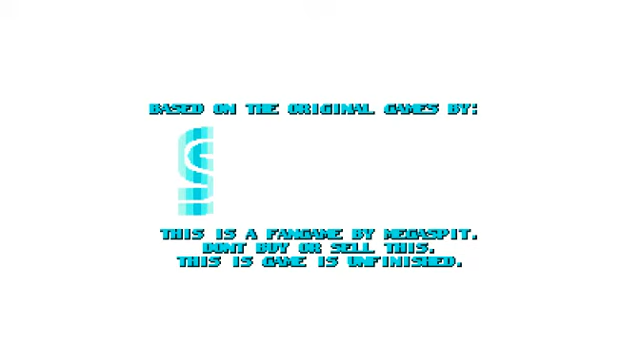 BASED ON THE ORIGINAL GAMES BY:
S
THIS IS A FANGAME BY MEGASPIT.
DONT BUY OR SELL THIS.
THIS IS GAME IS UNFINISHED.